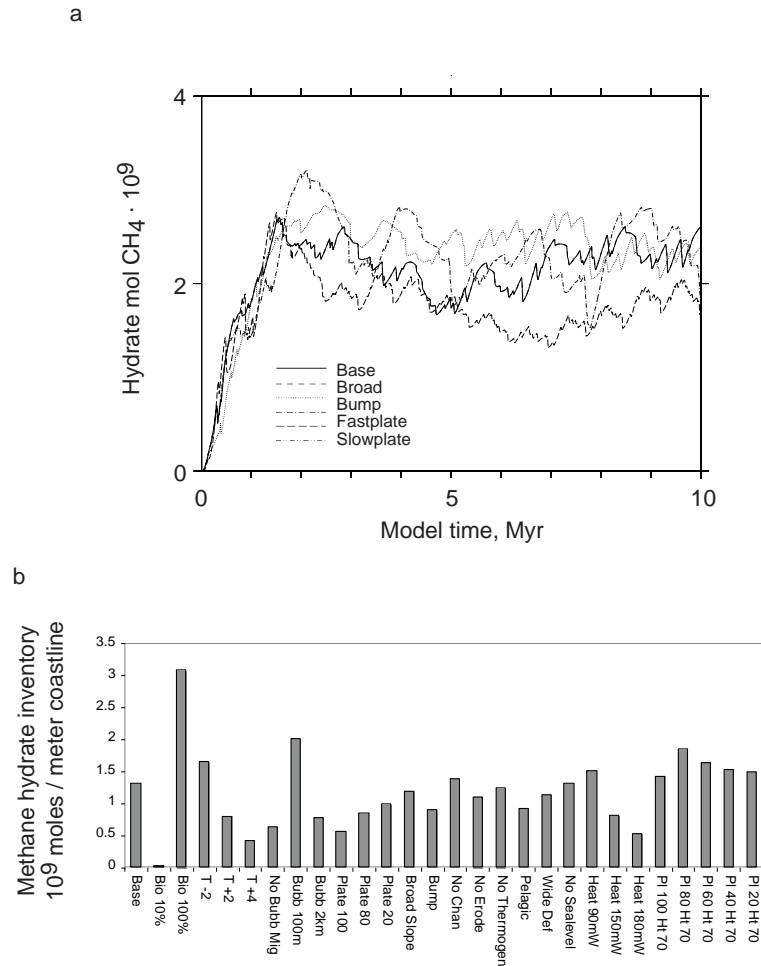 a
4
2
0
Hydrate mol CH4 · 10⁹
Base
Broad
Bump
Fastplate
Slowplate
0
5
10
Model time, Myr
b
Methane hydrate inventory
10⁹ moles / meter coastline
3.5
3
2.5
2
1.5
1
0.5
0
Base
Bio 10%
Bio 100%
T -2
T +2
T +4
No Bubb Mig
Bubb 100m
Bubb 2km
Plate 100
Plate 80
Plate 20
Broad Slope
Bump
No Chan
No Erode
No Thermogen
Pelagic
Wide Def
No Sealevel
Heat 90mW
Heat 150mW
Heat 180mW
Pl 100 Ht 70
Pl 80 Ht 70
Pl 60 Ht 70
Pl 40 Ht 70
Pl 20 Ht 70